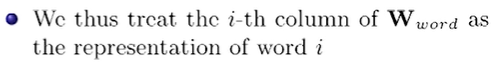 We thus treat the i-th column of W_word as
the representation of word i